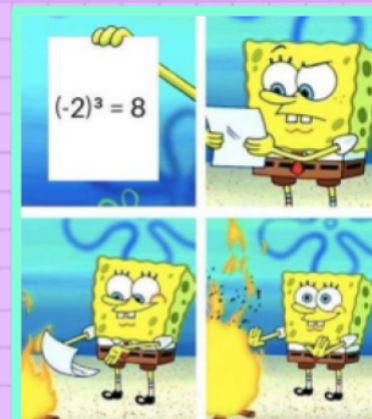 (-2)³ = 8